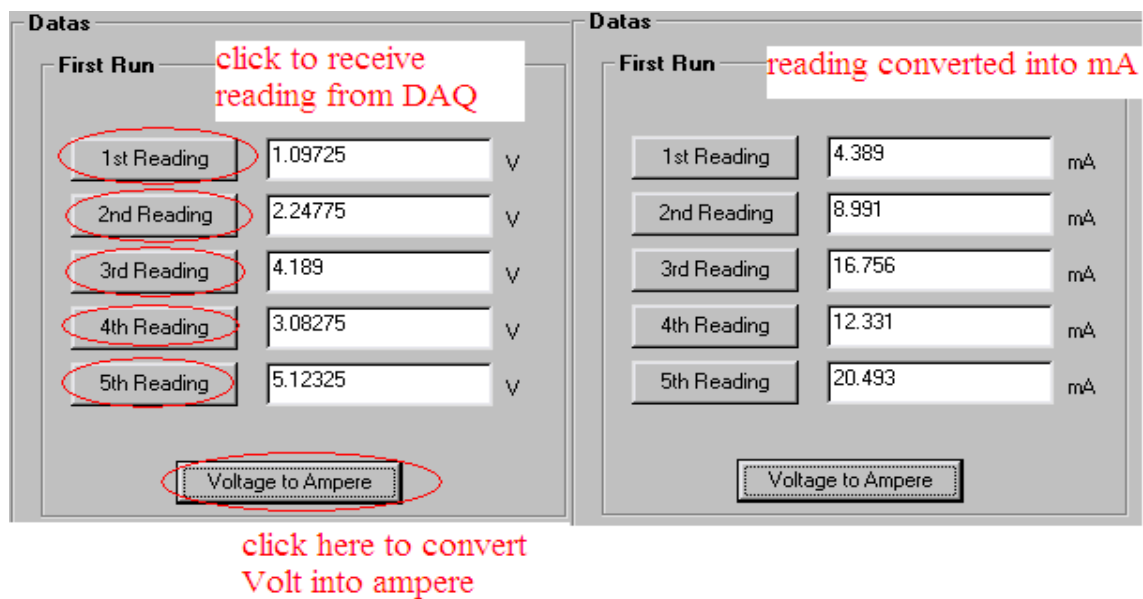 Datas
First Run
click to receive
reading from DAQ
1st Reading 1.09725 V
2nd Reading 2.24775 V
3rd Reading 4.189 V
4th Reading 3.08275 V
5th Reading 5.12325 V
Voltage to Ampere
click here to convert
Volt into ampere
Datas
First Run
reading converted into mA
1st Reading 4.389 mA
2nd Reading 8.991 mA
3rd Reading 16.756 mA
4th Reading 12.331 mA
5th Reading 20.493 mA
Voltage to Ampere